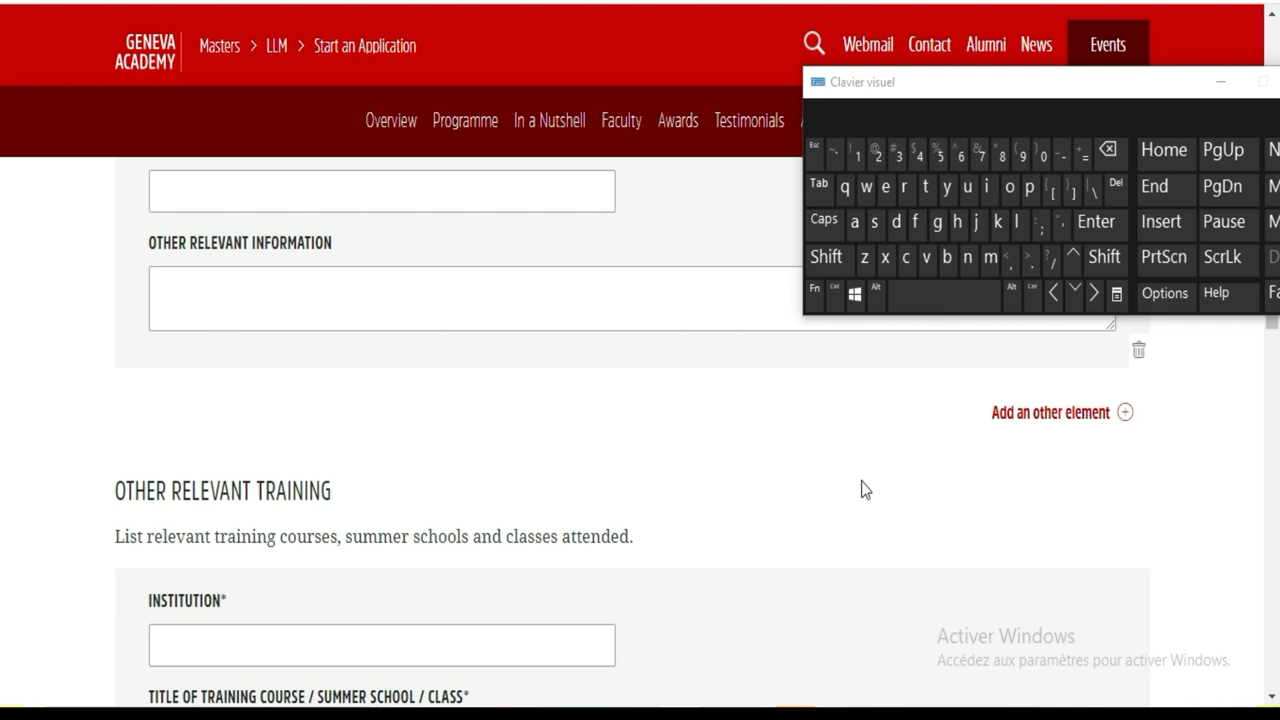 GENEVA
ACADEMY
Masters > LLM > Start an Application
Webmail Contact Alumni News Events
Overview Programme In a Nutshell Faculty Awards Testimonials
Clavier visuel
Esc 1 2 3 4 5 6 7 8 9 0 - = Home PgUp
Tab q w e r t y u i o p [ ] \ Del End PgDn
Caps a s d f g h j k l ; ' Enter Insert Pause
Shift z x c v b n m , . / Shift PrtScn ScrLk
Fn Ctrl Alt Alt Ctrl Options Help
OTHER RELEVANT INFORMATION
Add an other element
OTHER RELEVANT TRAINING
List relevant training courses, summer schools and classes attended.
INSTITUTION*
Activer Windows
Accédez aux paramètres pour activer Windows.
TITLE OF TRAINING COURSE / SUMMER SCHOOL / CLASS*